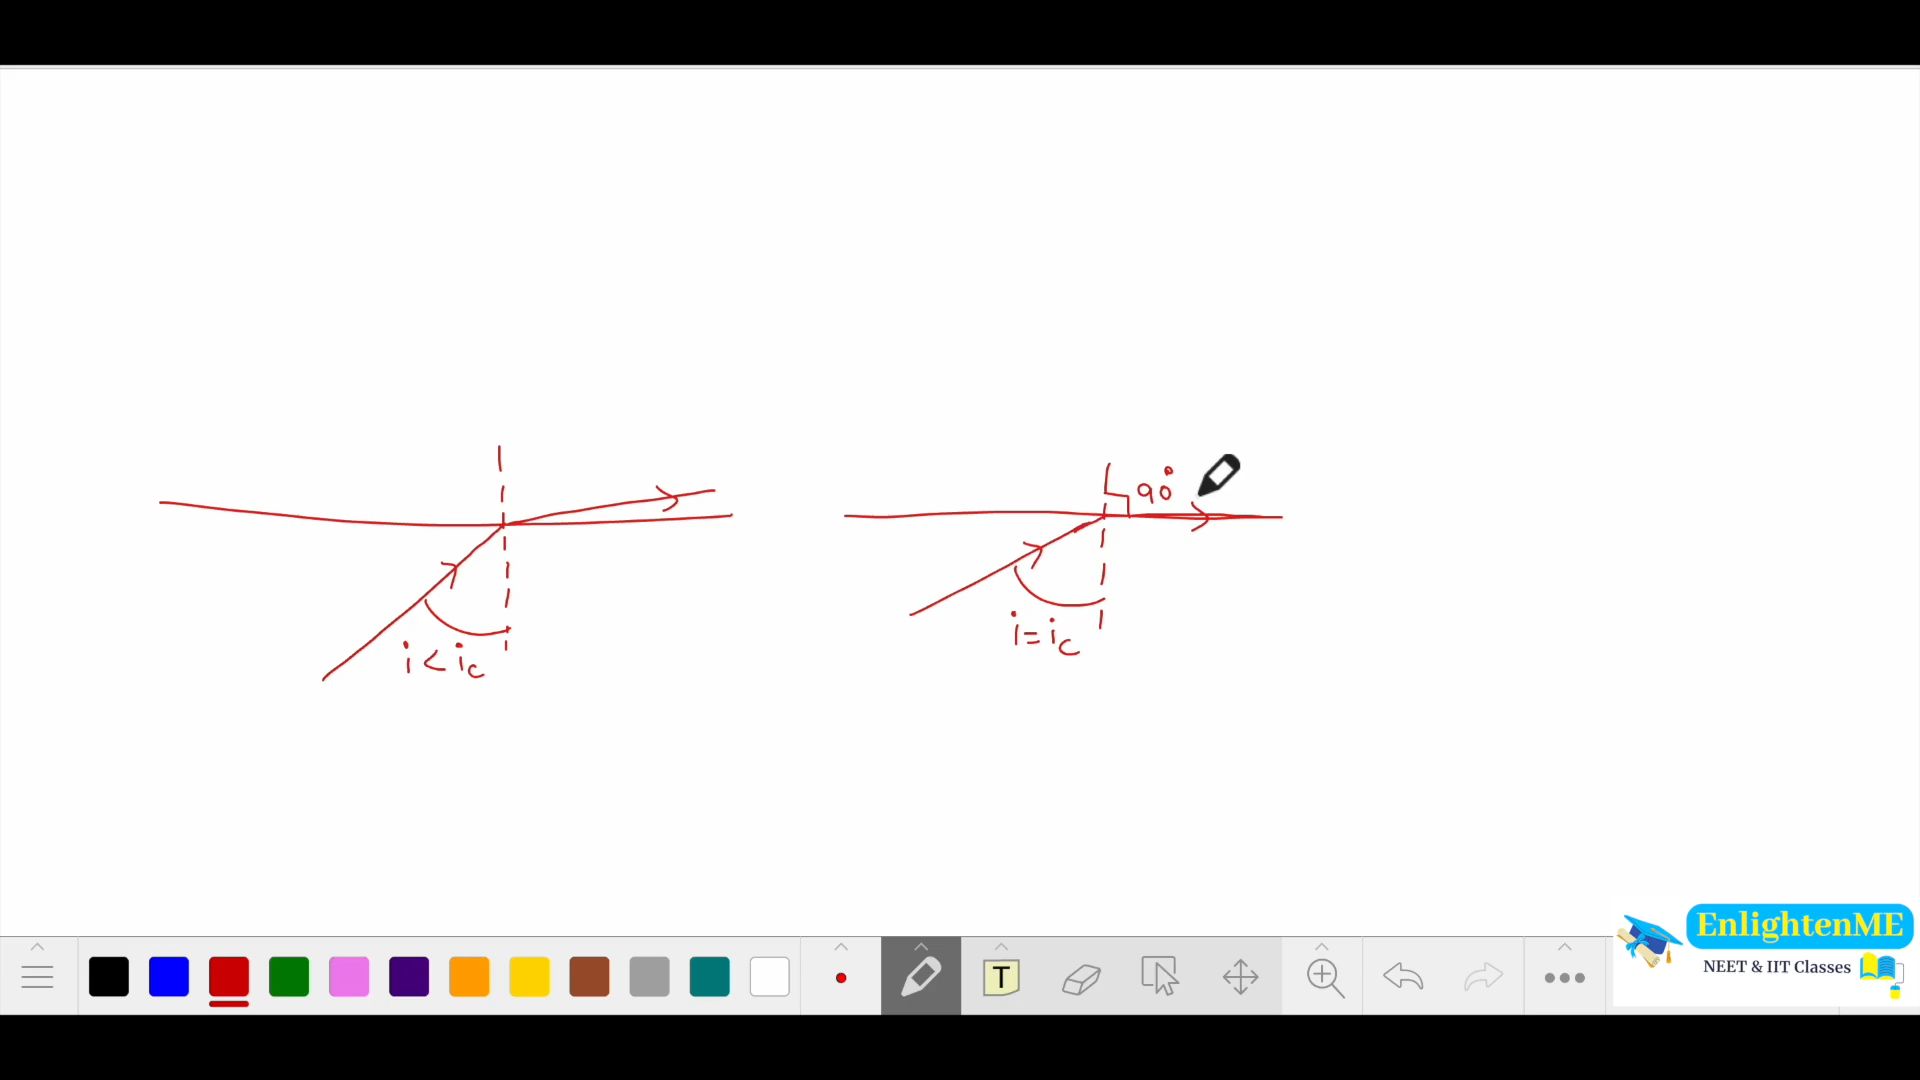 90°
i < ic
i = ic
T
EnlightenME
NEET & IIT Classes